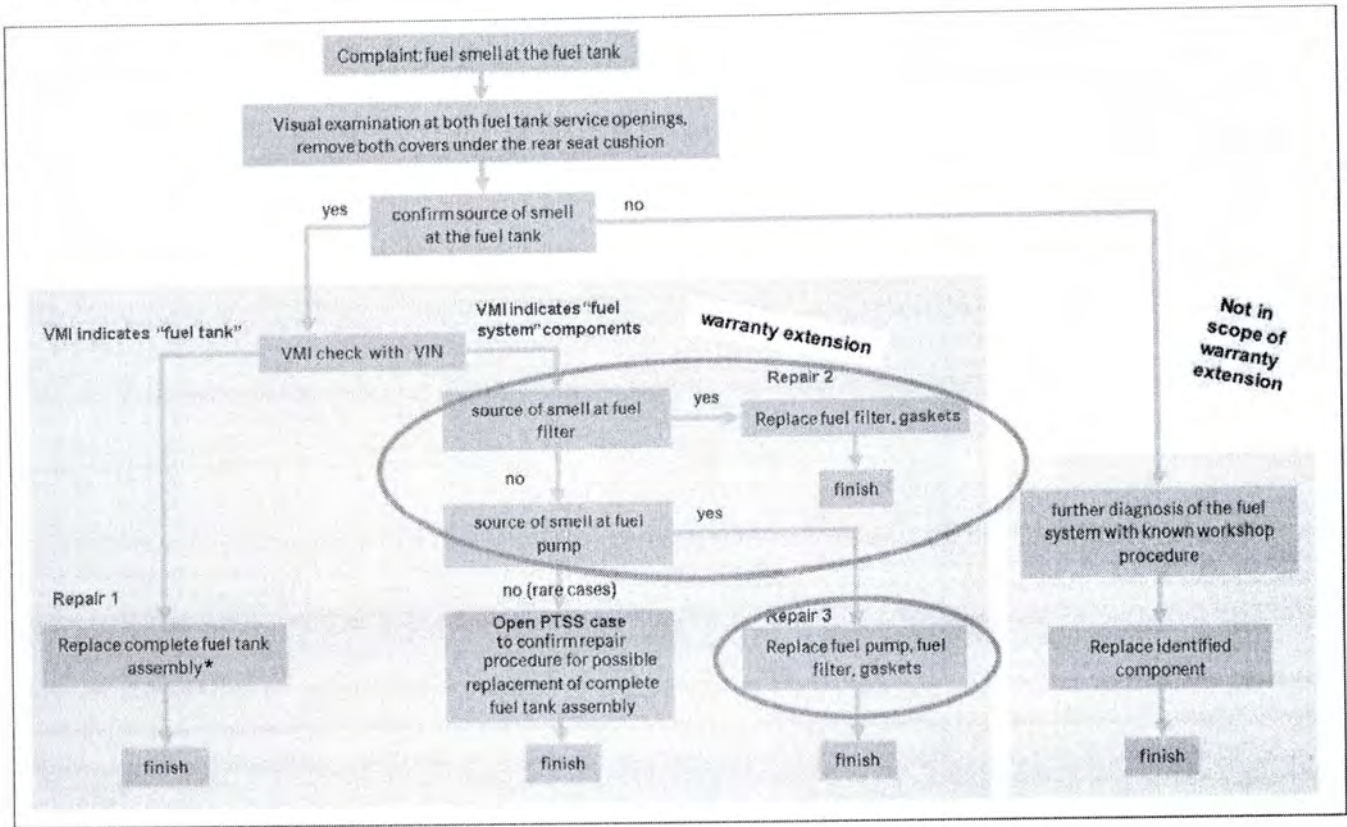 Complaint: fuel smell at the fuel tank
Visual examination at both fuel tank service openings,
remove both covers under the rear seat cushion
yes
confirm source of smell
at the fuel tank
no
VMI indicates "fuel tank"
VMI check with VIN
VMI indicates "fuel
system" components
warranty extension
Not in
scope of
warranty
extension
Repair 2
source of smell at fuel
filter
yes
Replace fuel filter, gaskets
finish
no
source of smell at fuel
pump
yes
further diagnosis of the fuel
system with known workshop
procedure
no (rare cases)
Repair 1
Replace complete fuel tank
assembly*
finish
Open PTSS case
to confirm repair
procedure for possible
replacement of complete
fuel tank assembly
finish
Repair 3
Replace fuel pump, fuel
filter, gaskets
finish
Replace identified
component
finish